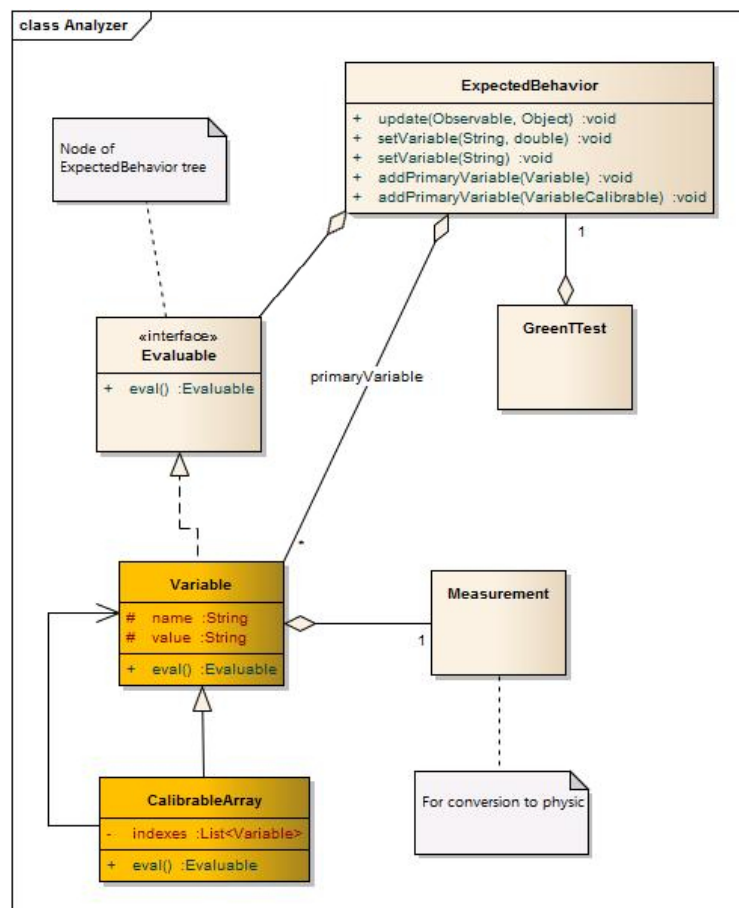 class Analyzer
ExpectedBehavior
+ update(Observable, Object) :void
+ setVariable(String, double) :void
+ setVariable(String) :void
+ addPrimaryVariable(Variable) :void
+ addPrimaryVariable(VariableCalibrable) :void
Node of
ExpectedBehavior tree
1
«interface»
Evaluable
+ eval() :Evaluable
GreenTTest
primaryVariable
*
Variable
# name :String
# value :String
+ eval() :Evaluable
Measurement
1
CalibrableArray
- indexes :List<Variable>
+ eval() :Evaluable
For conversion to physic